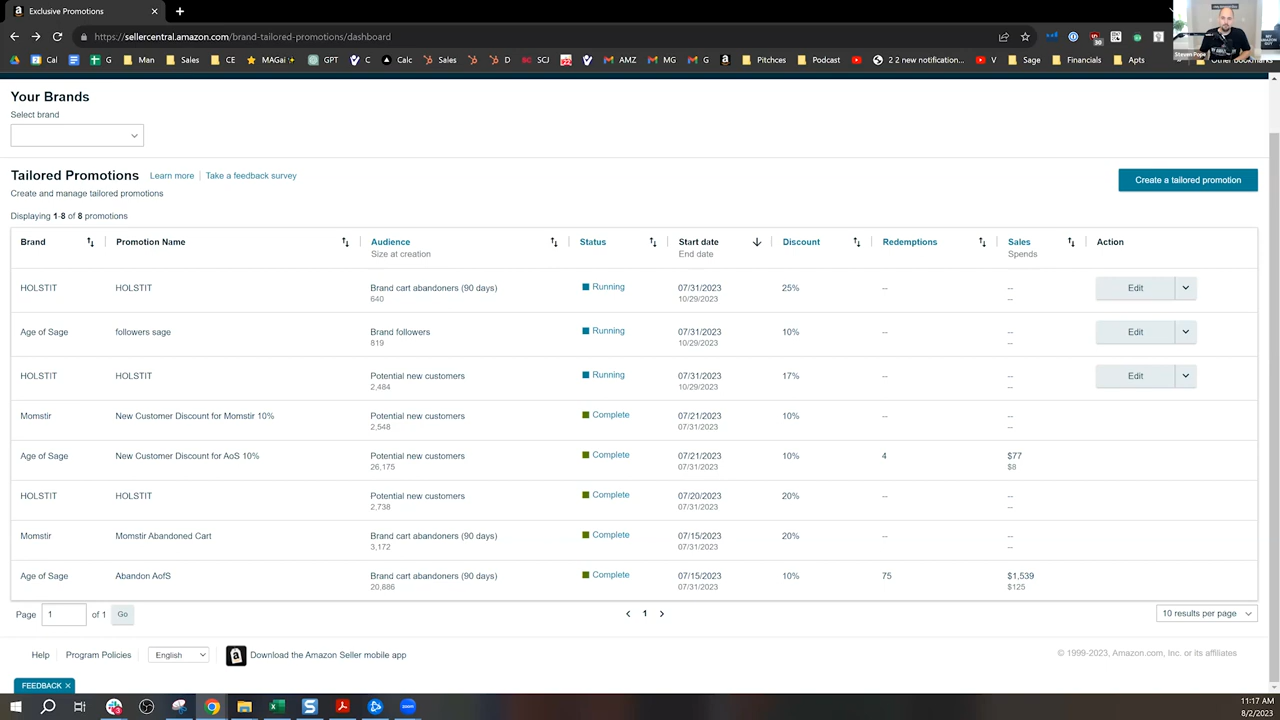 Exclusive Promotions
https://sellercentral.amazon.com/brand-tailored-promotions/dashboard
G Cal G Man Sales CE MAGai GPT C Calc Sales D SCI AMZ MG G Pitches Podcast 2 2 new notification... V Sage Financials Apts Other Bookmarks
30
Steven Pope
MY AMAZON GUY
Your Brands
Select brand
Tailored Promotions Learn more Take a feedback survey
Create a tailored promotion
Create and manage tailored promotions
Displaying 1-8 of 8 promotions
Brand Promotion Name Audience Status Start date Discount Redemptions Sales Action
Size at creation End date Spends
HOLSTIT HOLSTIT Brand cart abandoners (90 days) Running 07/31/2023 25% -- -- Edit
640 10/29/2023 --
Age of Sage followers sage Brand followers Running 07/31/2023 10% -- -- Edit
819 10/29/2023 --
HOLSTIT HOLSTIT Potential new customers Running 07/31/2023 17% -- -- Edit
2,484 10/29/2023 --
Momstir New Customer Discount for Momstir 10% Potential new customers Complete 07/21/2023 10% -- --
2,548 07/31/2023 --
Age of Sage New Customer Discount for AoS 10% Potential new customers Complete 07/21/2023 10% 4 $77
26,175 07/31/2023 $8
HOLSTIT HOLSTIT Potential new customers Complete 07/20/2023 20% -- --
2,738 07/31/2023 --
Momstir Momstir Abandoned Cart Brand cart abandoners (90 days) Complete 07/15/2023 20% -- --
3,172 07/31/2023 --
Age of Sage Abandon AofS Brand cart abandoners (90 days) Complete 07/15/2023 10% 75 $1,539
20,886 07/31/2023 $125
Page 1 of 1 Go 1 10 results per page
Help Program Policies English Download the Amazon Seller mobile app © 1999-2023, Amazon.com, Inc. or its affiliates
FEEDBACK
11:17 AM
8/2/2023